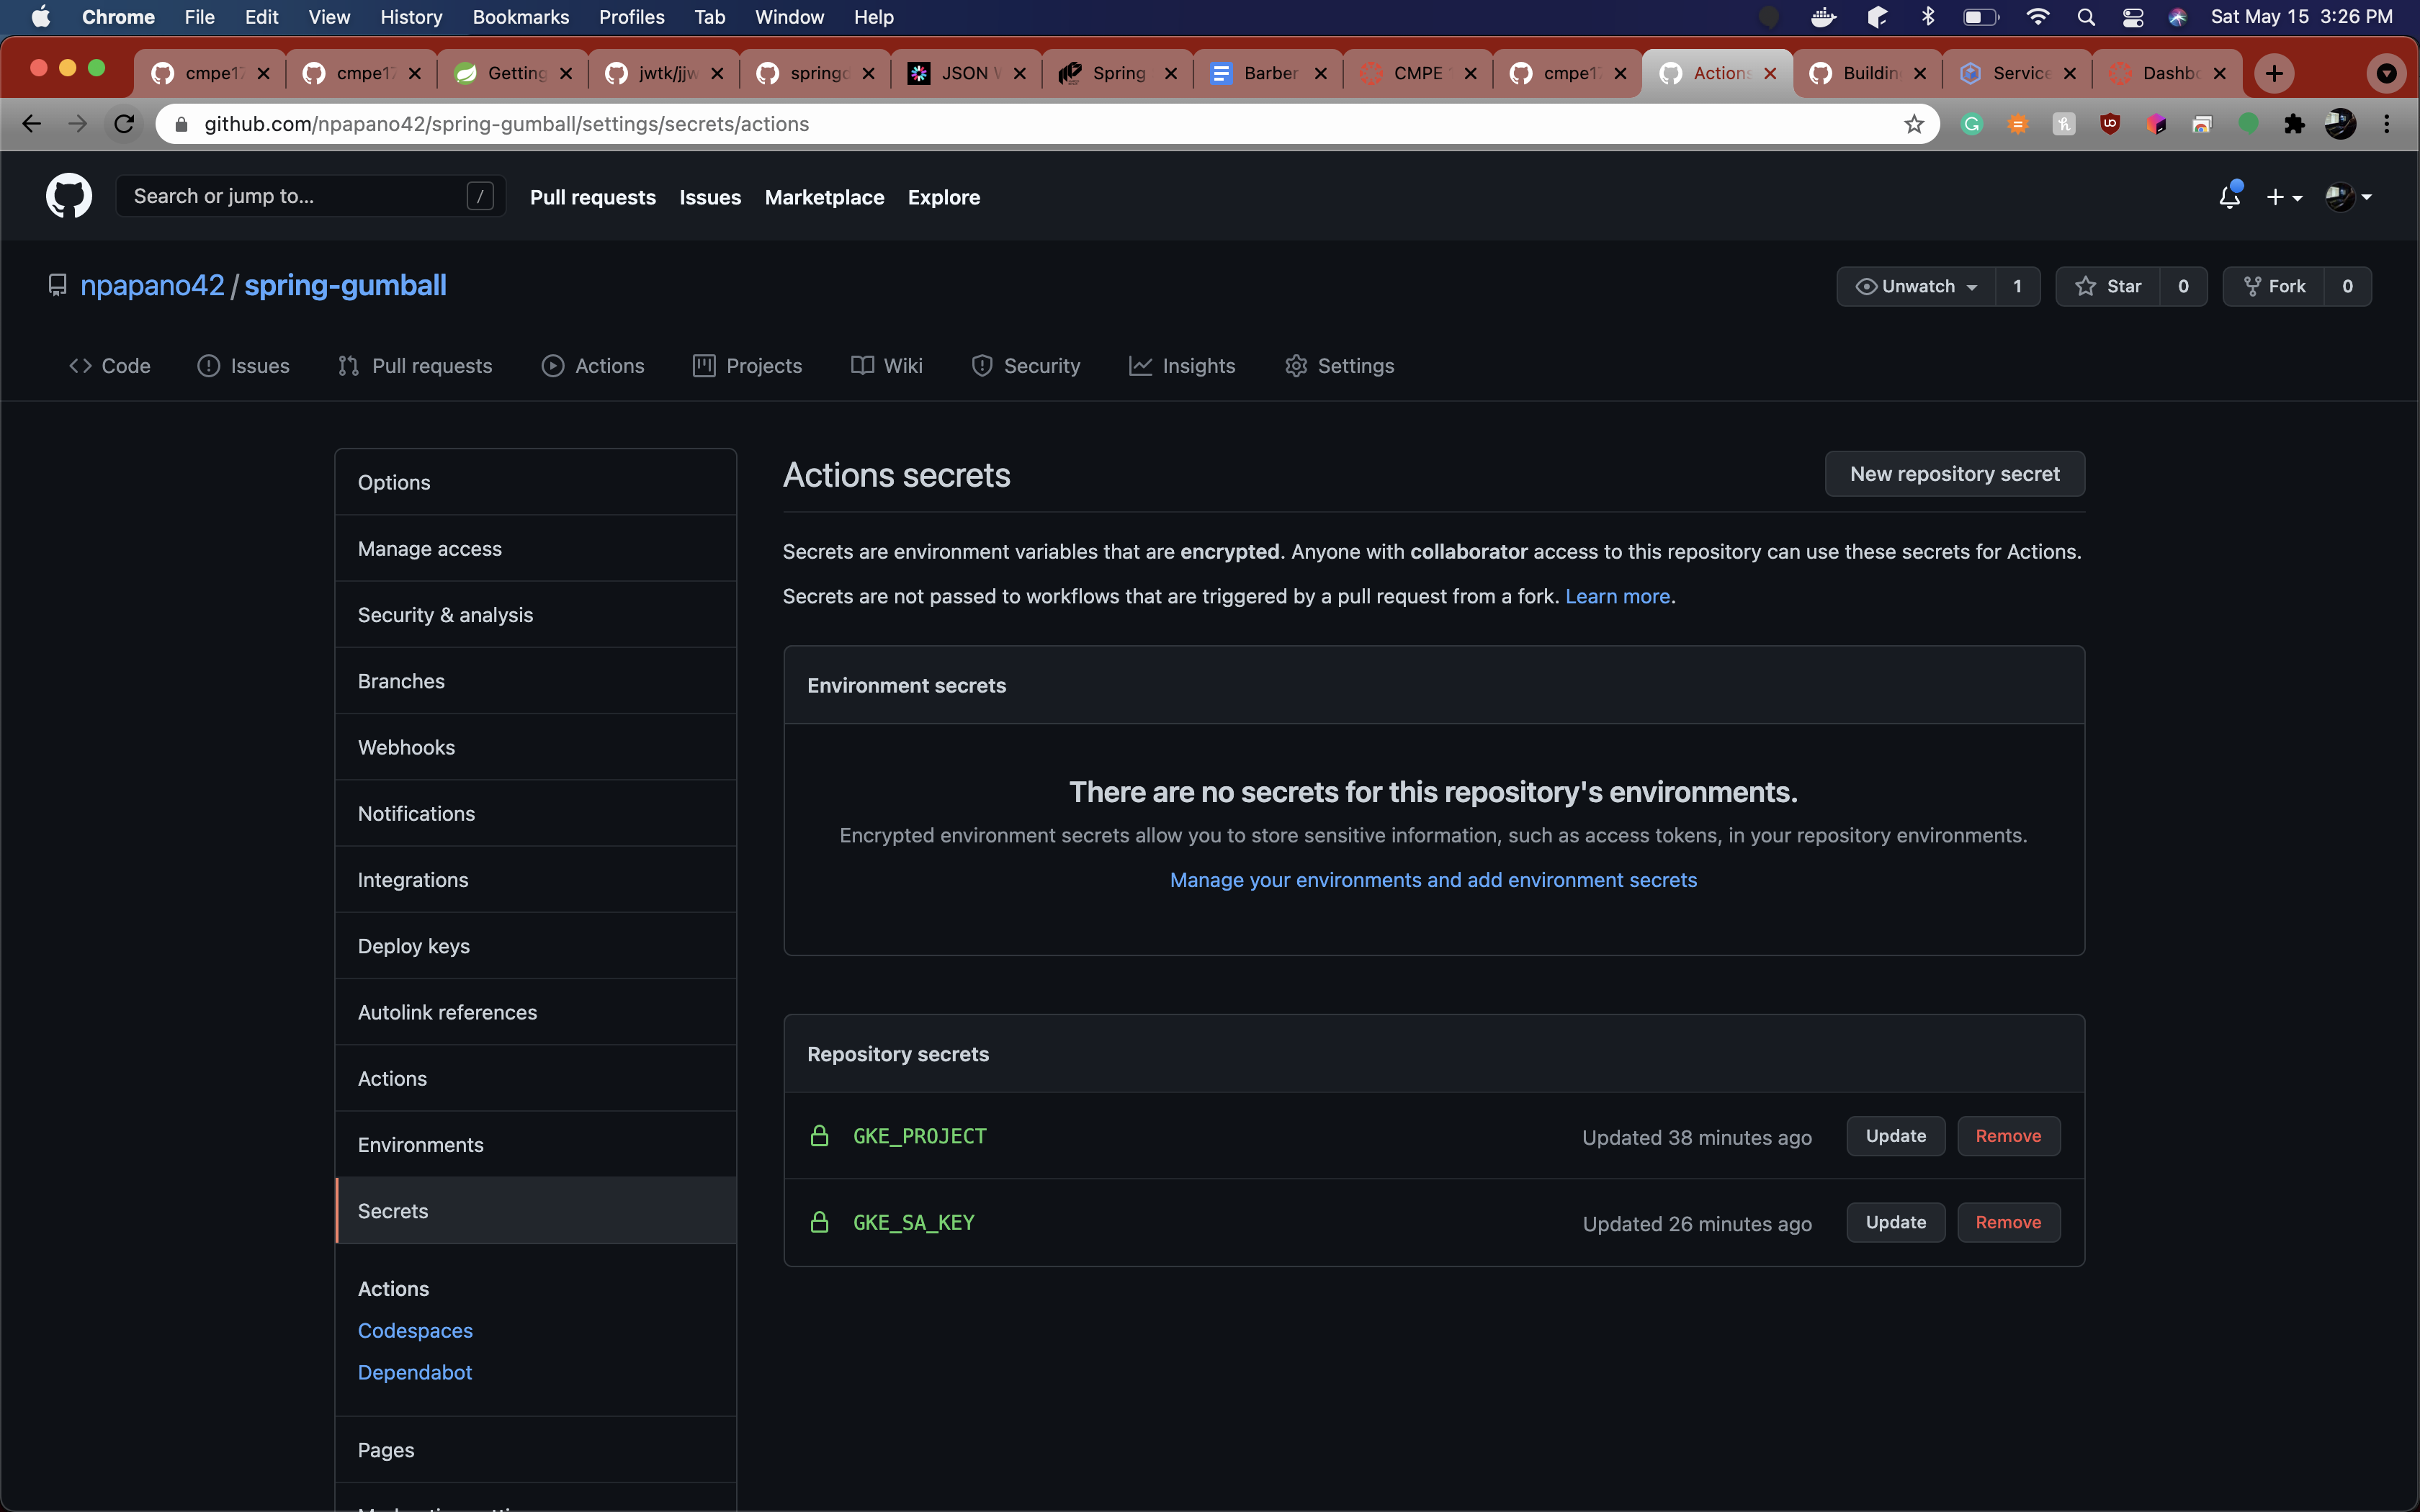 Chrome File Edit View History Bookmarks Profiles Tab Window Help Sat May 15 3:26 PM
cmpe17 cmpe17 Getting jwtk/jjw springd JSON W Spring Barber CMPE cmpe17 Actions Building Service Dashbo
github.com/npapano42/spring-gumball/settings/secrets/actions
Search or jump to... / Pull requests Issues Marketplace Explore
npapano42 / spring-gumball Unwatch 1 Star 0 Fork 0
Code Issues Pull requests Actions Projects Wiki Security Insights Settings
Options
Manage access
Security & analysis
Branches
Webhooks
Notifications
Integrations
Deploy keys
Autolink references
Actions
Environments
Secrets
Actions
Codespaces
Dependabot
Pages
Actions secrets New repository secret
Secrets are environment variables that are encrypted. Anyone with collaborator access to this repository can use these secrets for Actions.
Secrets are not passed to workflows that are triggered by a pull request from a fork. Learn more.
Environment secrets
There are no secrets for this repository's environments.
Encrypted environment secrets allow you to store sensitive information, such as access tokens, in your repository environments.
Manage your environments and add environment secrets
Repository secrets
GKE_PROJECT Updated 38 minutes ago Update Remove
GKE_SA_KEY Updated 26 minutes ago Update Remove